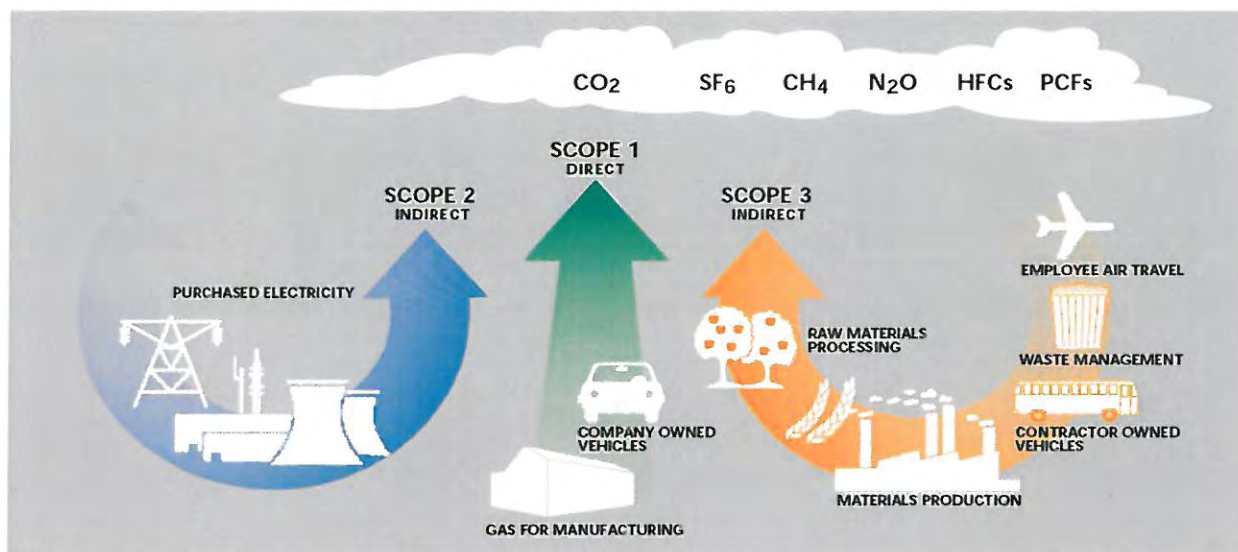 CO2 SF6 CH4 N2O HFCs PCFs
SCOPE 1
DIRECT
SCOPE 2
INDIRECT
SCOPE 3
INDIRECT
PURCHASED ELECTRICITY
COMPANY OWNED
VEHICLES
GAS FOR MANUFACTURING
RAW MATERIALS
PROCESSING
MATERIALS PRODUCTION
EMPLOYEE AIR TRAVEL
WASTE MANAGEMENT
CONTRACTOR OWNED
VEHICLES